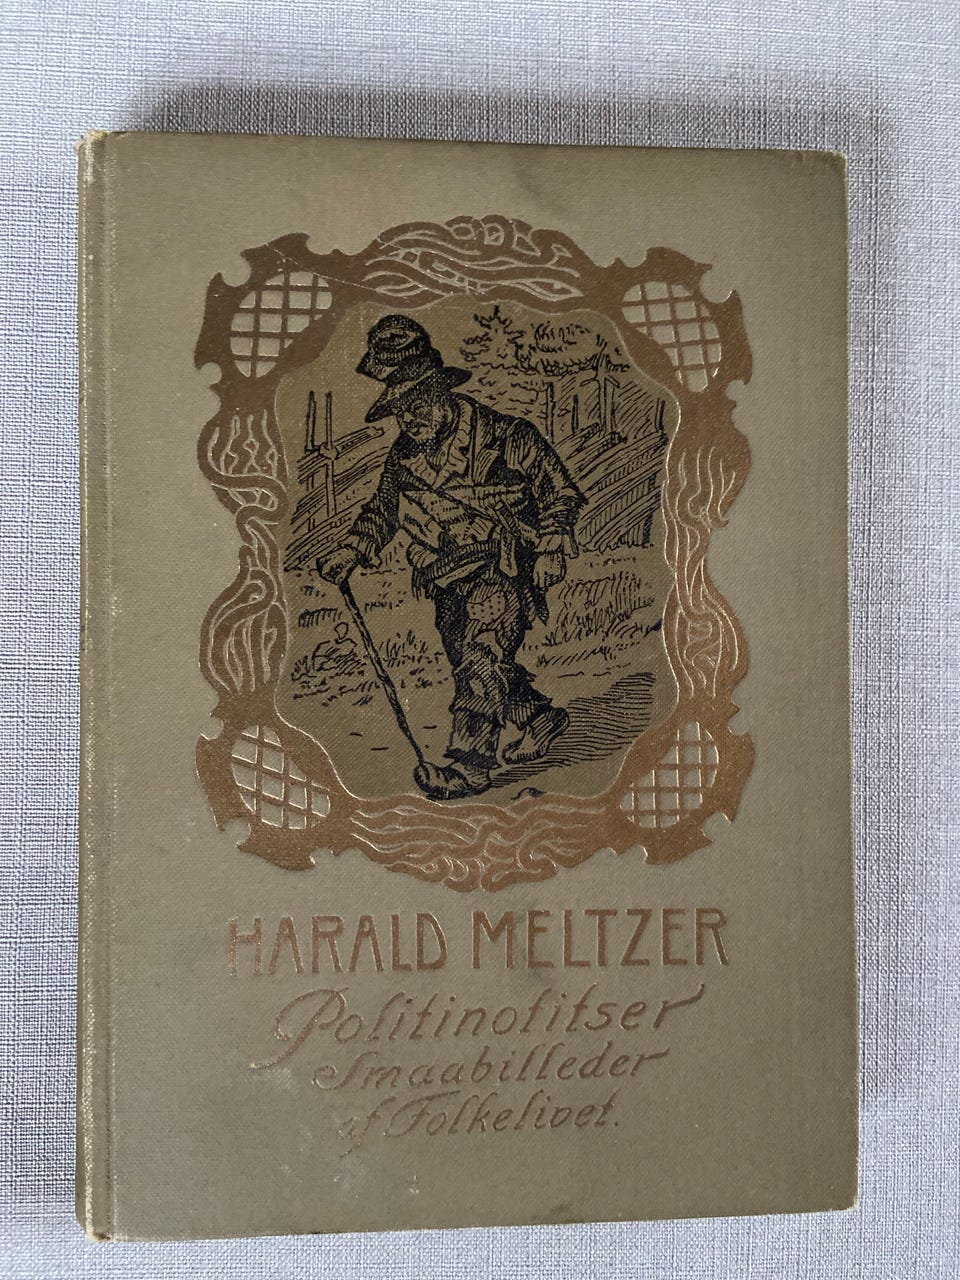 HARALD MELTZER
Politinotitser
Smaabilleder
af Folkelivet.